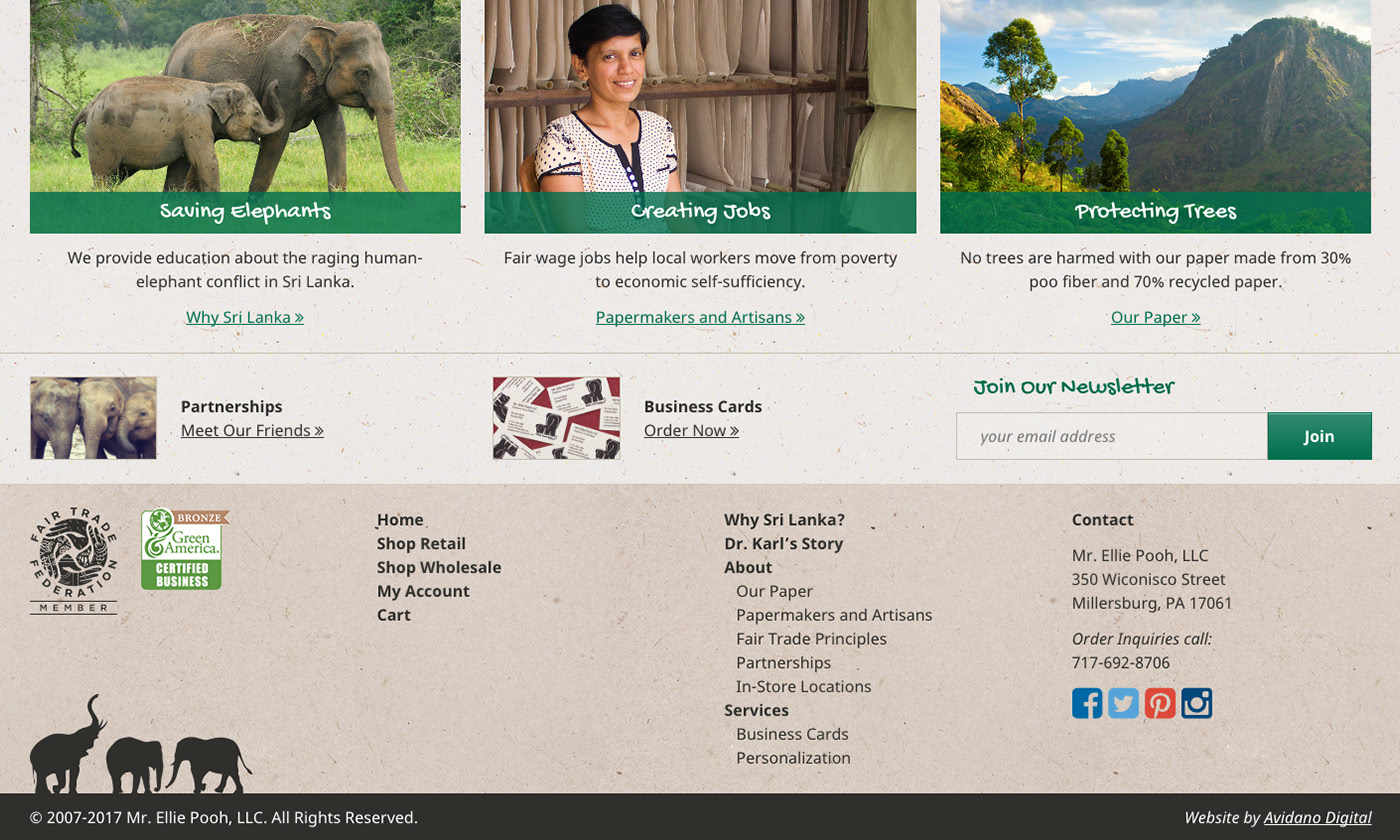 Saving Elephants
We provide education about the raging human-
elephant conflict in Sri Lanka.
Why Sri Lanka »
Creating Jobs
Fair wage jobs help local workers move from poverty
to economic self-sufficiency.
Papermakers and Artisans »
Protecting Trees
No trees are harmed with our paper made from 30%
poo fiber and 70% recycled paper.
Our Paper »
Partnerships
Meet Our Friends »
Business Cards
Order Now »
Join Our Newsletter
your email address
Join
FAIR TRADE
FEDERATION
MEMBER
BRONZE
Green
America.
CERTIFIED
BUSINESS
Home
Shop Retail
Shop Wholesale
My Account
Cart
Why Sri Lanka?
Dr. Karl’s Story
About
Our Paper
Papermakers and Artisans
Fair Trade Principles
Partnerships
In-Store Locations
Services
Business Cards
Personalization
Contact
Mr. Ellie Pooh, LLC
350 Wiconisco Street
Millersburg, PA 17061
Order Inquiries call:
717-692-8706
© 2007-2017 Mr. Ellie Pooh, LLC. All Rights Reserved.
Website by Avidano Digital